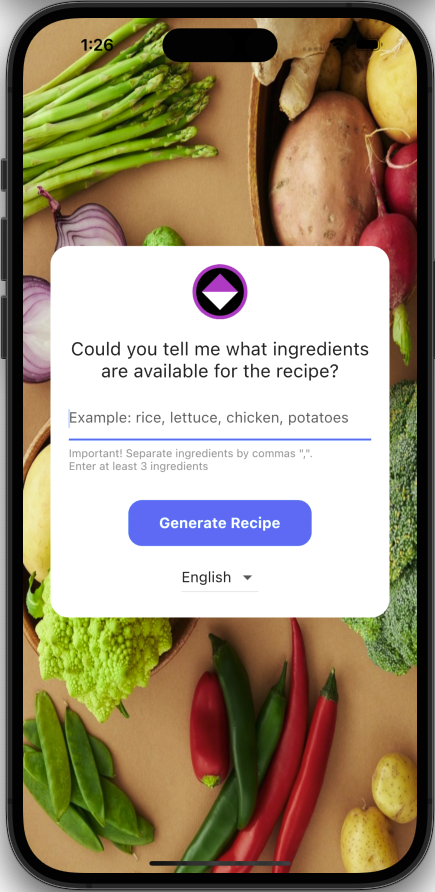 1:26
Could you tell me what ingredients
are available for the recipe?
Example: rice, lettuce, chicken, potatoes
Important! Separate ingredients by commas ",".
Enter at least 3 ingredients
Generate Recipe
English